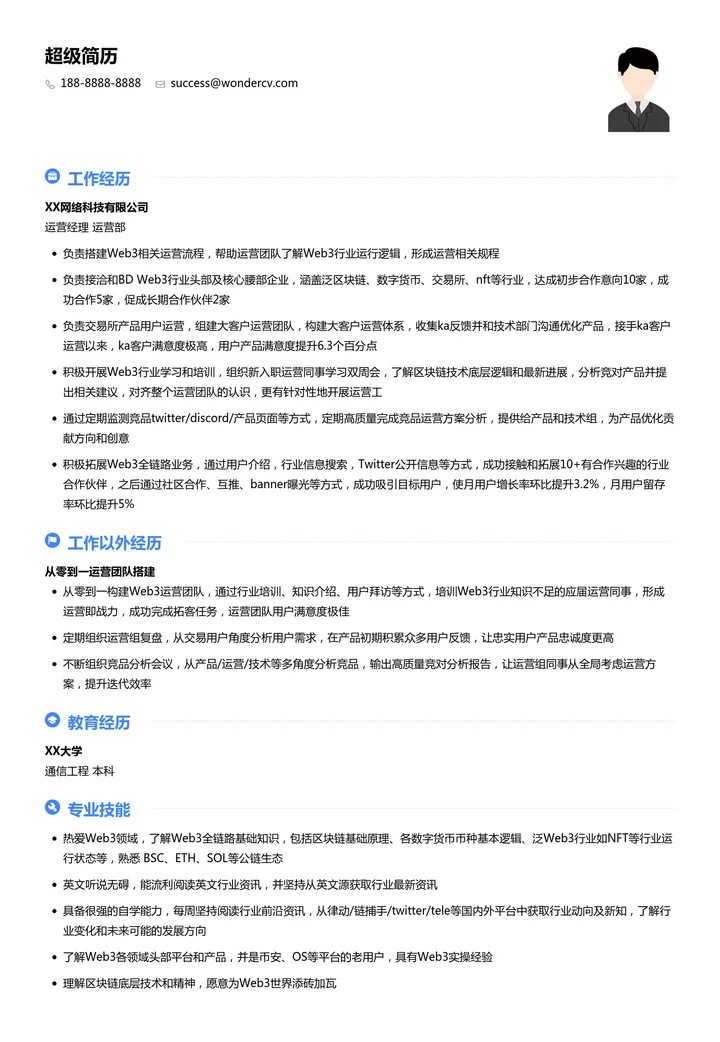 超级简历
188-8888-8888 success@wondercv.com
工作经历
XX网络科技有限公司
运营经理 运营部
• 负责搭建Web3相关运营流程，帮助运营团队了解Web3行业运行逻辑，形成运营相关规程
• 负责接洽和BD Web3行业头部及核心腰部企业，涵盖泛区块链、数字货币、交易所、nft等行业，达成初步合作意向10家，成
功合作5家，促成长期合作伙伴2家
• 负责交易所产品用户运营，组建大客户运营团队，构建大客户运营体系，收集ka反馈并和技术部门沟通优化产品，接手ka客户
运营以来，ka客户满意度极高，用户产品满意度提升6.3个百分点
• 积极开展Web3行业学习和培训，组织新入职运营同事学习双周会，了解区块链技术底层逻辑和最新进展，分析竞对产品并提
出相关建议，对齐整个运营团队的认识，更有针对性地开展运营工
• 通过定期监测竞品twitter/discord/产品页面等方式，定期高质量完成竞品运营方案分析，提供给产品和技术组，为产品优化贡
献方向和创意
• 积极拓展Web3全链路业务，通过用户介绍，行业信息搜索，Twitter公开信息等方式，成功接触和拓展10+有合作兴趣的行业
合作伙伴，之后通过社区合作、互推、banner曝光等方式，成功吸引目标用户，使月用户增长率环比提升3.2%，月用户留存
率环比提升5%
工作以外经历
从零到一运营团队搭建
• 从零到一构建Web3运营团队，通过行业培训、知识介绍、用户拜访等方式，培训Web3行业知识不足的应届运营同事，形成
运营即战力，成功完成拓客任务，运营团队用户满意度极佳
• 定期组织运营组复盘，从交易用户角度分析用户需求，在产品初期积累众多用户反馈，让忠实用户产品忠诚度更高
• 不断组织竞品分析会议，从产品/运营/技术等多角度分析竞品，输出高质量竞对分析报告，让运营组同事从全局考虑运营方
案，提升迭代效率
教育经历
XX大学
通信工程 本科
专业技能
• 热爱Web3领域，了解Web3全链路基础知识，包括区块链基础原理、各数字货币币种基本逻辑、泛Web3行业如NFT等行业运
行状态等，熟悉 BSC、ETH、SOL等公链生态
• 英文听说无碍，能流利阅读英文行业资讯，并坚持从英文源获取行业最新资讯
• 具备很强的自学能力，每周坚持阅读行业前沿资讯，从律动/链捕手/twitter/tele等国内外平台中获取行业动向及新知，了解行
业变化和未来可能的发展方向
• 了解Web3各领域头部平台和产品，并是币安、OS等平台的老用户，具有Web3实操经验
• 理解区块链底层技术和精神，愿意为Web3世界添砖加瓦